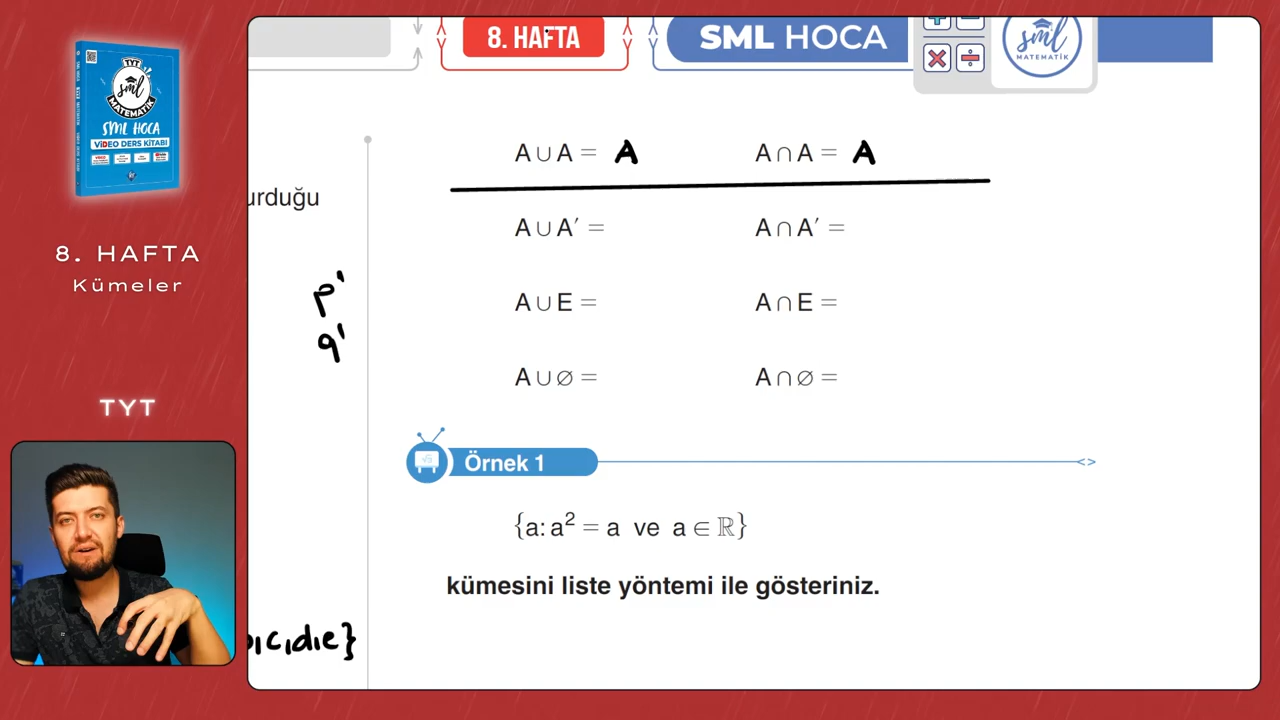 8. HAFTA
SML HOCA
sml
MATEMATİK
TYT
sml
MATEMATİK
SML HOCA
VİDEO DERS KİTABI
8. HAFTA
Kümeler
TYT
urduğu
p'
q'
b,c,d,e}
A ∪ A = A
A ∩ A = A
A ∪ A′ =
A ∩ A′ =
A ∪ E =
A ∩ E =
A ∪ ∅ =
A ∩ ∅ =
Örnek 1
{a: a² = a ve a ∈ ℝ}
kümesini liste yöntemi ile gösteriniz.